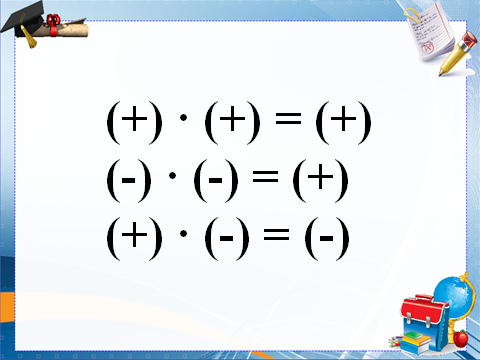 (+) · (+) = (+)
(-) · (-) = (+)
(+) · (-) = (-)